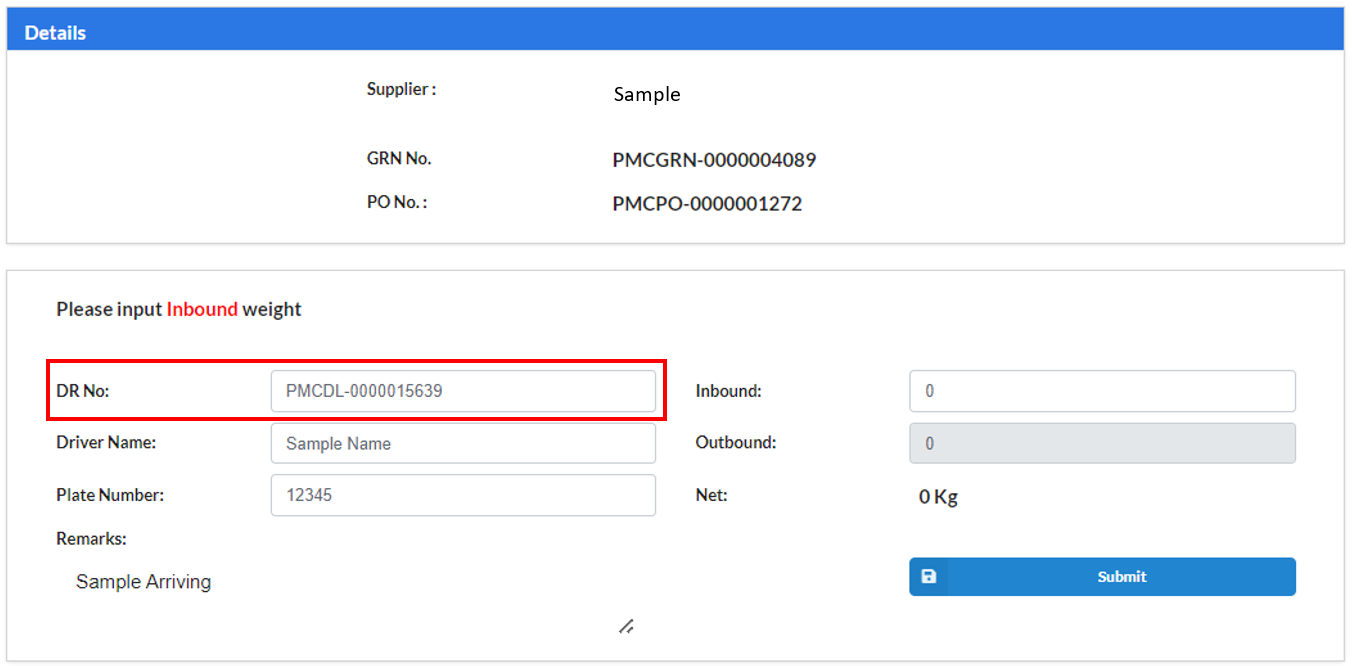 Details
Supplier : Sample
GRN No. PMCGRN-0000004089
PO No. : PMCPO-0000001272
Please input Inbound weight
DR No: PMCDL-0000015639 Inbound: 0
Driver Name: Sample Name Outbound: 0
Plate Number: 12345 Net: 0 Kg
Remarks:
Sample Arriving Submit